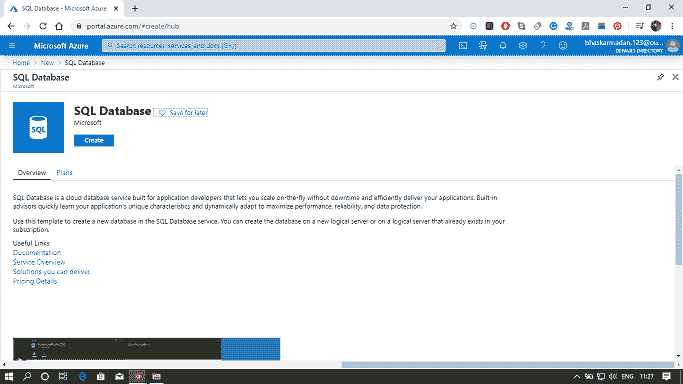 SQL Database - Microsoft Azure
portal.azure.com/#create/hub
Microsoft Azure
Search resources, services, and docs (G+/)
bhaskarmadan.123@ou...
DEFAULT DIRECTORY
Home > New > SQL Database
SQL Database
Microsoft
SQL
SQL Database
Save for later
Microsoft
Create
Overview
Plans
SQL Database is a cloud database service built for application developers that lets you scale on-the-fly without downtime and efficiently deliver your applications. Built-in
advisors quickly learn your application's unique characteristics and dynamically adapt to maximize performance, reliability, and data protection.
Use this template to create a new database in the SQL Database service. You can create the database on a new logical server or on a logical server that already exists in your
subscription.
Useful Links
Documentation
Service Overview
Solutions you can deliver
Pricing Details
ENG
11:27